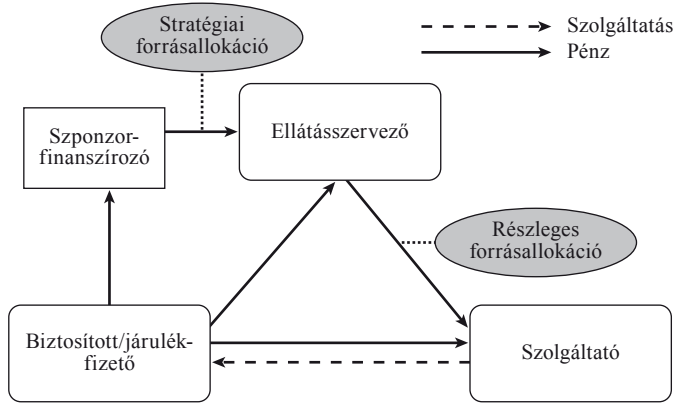 Stratégiai
forrásallokáció
Szolgáltatás
Pénz
Szponzor-
finanszírozó
Ellátásszervező
Részleges
forrásallokáció
Biztosított/járulék-
fizető
Szolgáltató